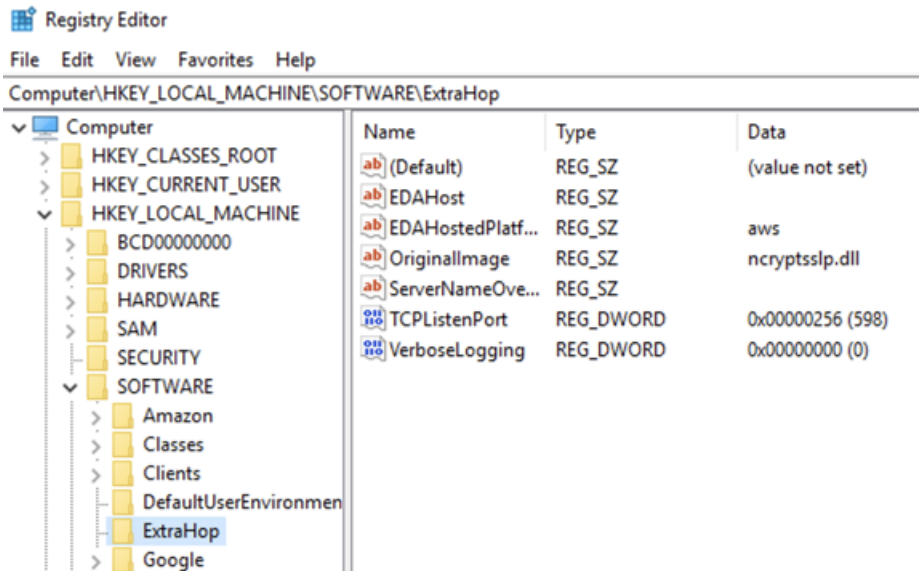 Registry Editor
File Edit View Favorites Help
Computer\HKEY_LOCAL_MACHINE\SOFTWARE\ExtraHop
Computer
HKEY_CLASSES_ROOT
HKEY_CURRENT_USER
HKEY_LOCAL_MACHINE
BCD00000000
DRIVERS
HARDWARE
SAM
SECURITY
SOFTWARE
Amazon
Classes
Clients
DefaultUserEnvironmen
ExtraHop
Google
Name Type Data
(Default) REG_SZ (value not set)
EDAHost REG_SZ
EDAHostedPlatf... REG_SZ aws
OriginalImage REG_SZ ncryptsslp.dll
ServerNameOve... REG_SZ
TCPListenPort REG_DWORD 0x00000256 (598)
VerboseLogging REG_DWORD 0x00000000 (0)